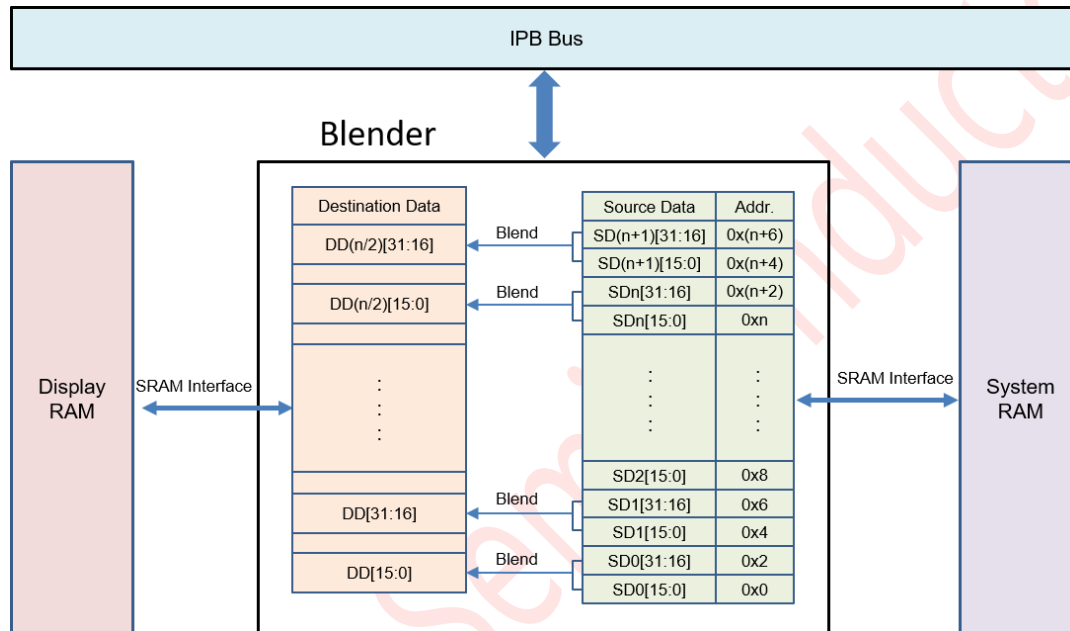 IPB Bus
Blender
Display
RAM
SRAM Interface
Destination Data
DD(n/2)[31:16]
DD(n/2)[15:0]
:
:
DD[31:16]
DD[15:0]
Blend
Blend
Blend
Blend
Source Data Addr.
SD(n+1)[31:16] 0x(n+6)
SD(n+1)[15:0] 0x(n+4)
SDn[31:16] 0x(n+2)
SDn[15:0] 0xn
: :
: :
SD2[15:0] 0x8
SD1[31:16] 0x6
SD1[15:0] 0x4
SD0[31:16] 0x2
SD0[15:0] 0x0
SRAM Interface
System
RAM